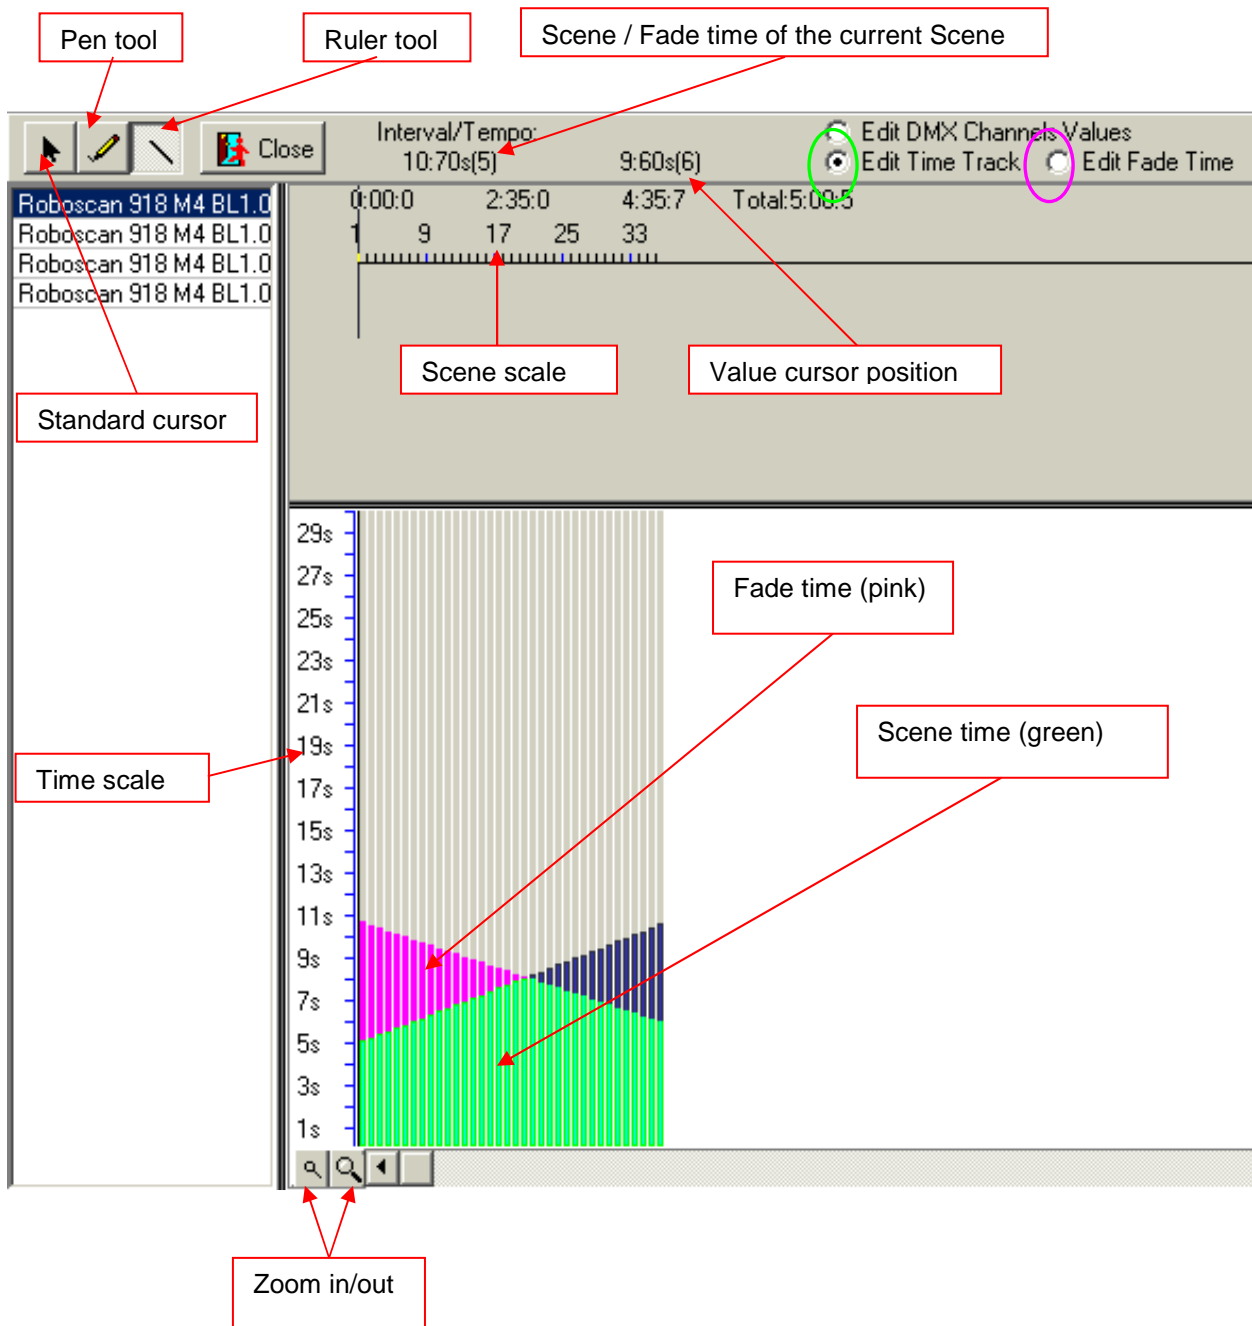 Pen tool
Ruler tool
Scene / Fade time of the current Scene
Close
Interval/Tempo:
10:70s(5)
9:60s(6)
Edit DMX Channels Values
Edit Time Track
Edit Fade Time
Roboscan 918 M4 BL1.0
Roboscan 918 M4 BL1.0
Roboscan 918 M4 BL1.0
Roboscan 918 M4 BL1.0
0:00:0 2:35:0 4:35:7 Total:5:09:5
1 9 17 25 33
Scene scale
Value cursor position
Standard cursor
29s
27s
25s
23s
21s
19s
17s
15s
13s
11s
9s
7s
5s
3s
1s
Fade time (pink)
Scene time (green)
Time scale
Zoom in/out